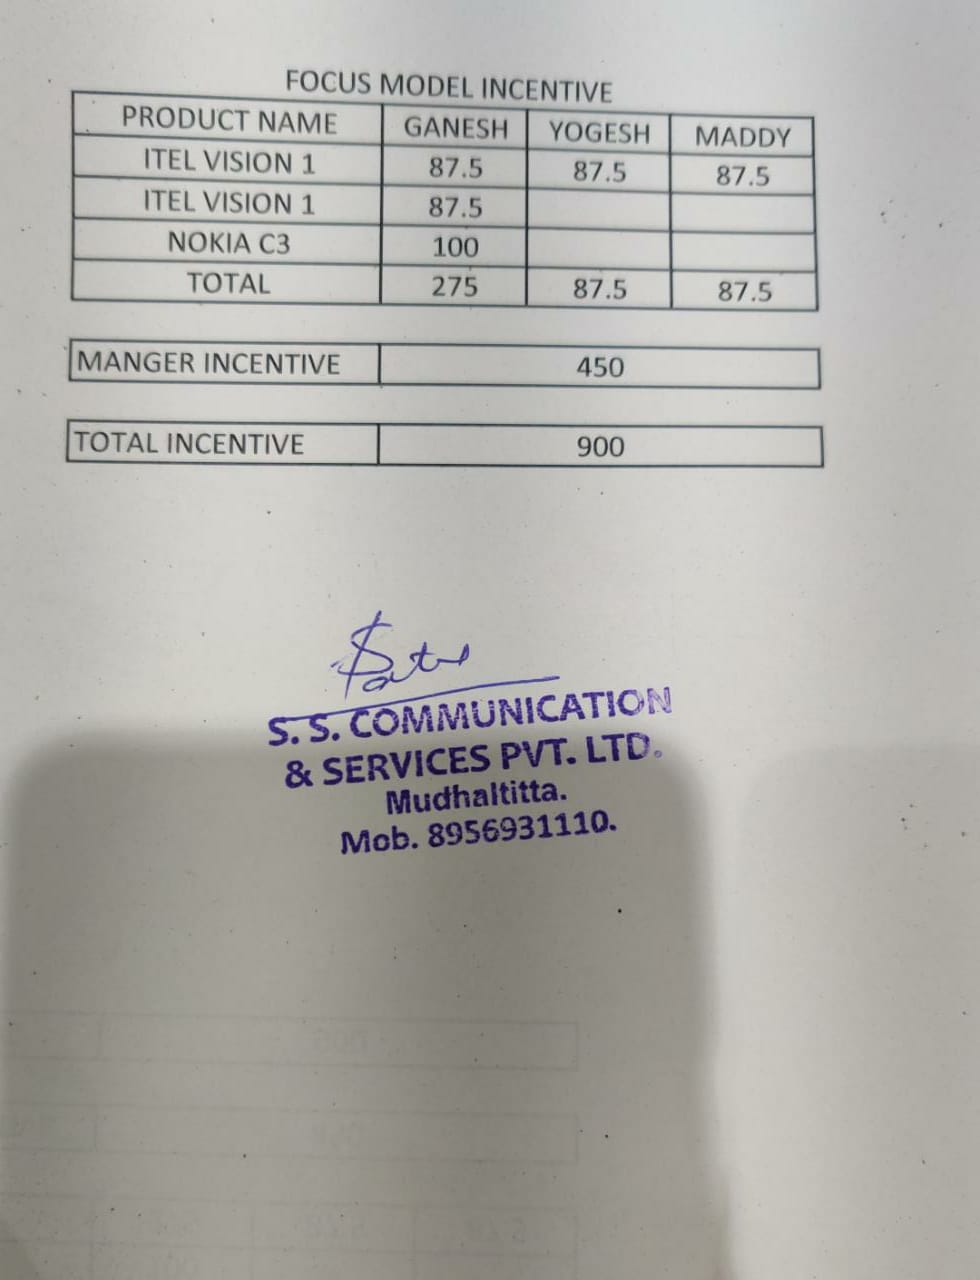 FOCUS MODEL INCENTIVE
PRODUCT NAME GANESH YOGESH MADDY
ITEL VISION 1 87.5 87.5 87.5
ITEL VISION 1 87.5
NOKIA C3 100
TOTAL 275 87.5 87.5
MANGER INCENTIVE 450
TOTAL INCENTIVE 900
S. S. COMMUNICATION
& SERVICES PVT. LTD.
Mudhaltitta.
Mob. 8956931110.